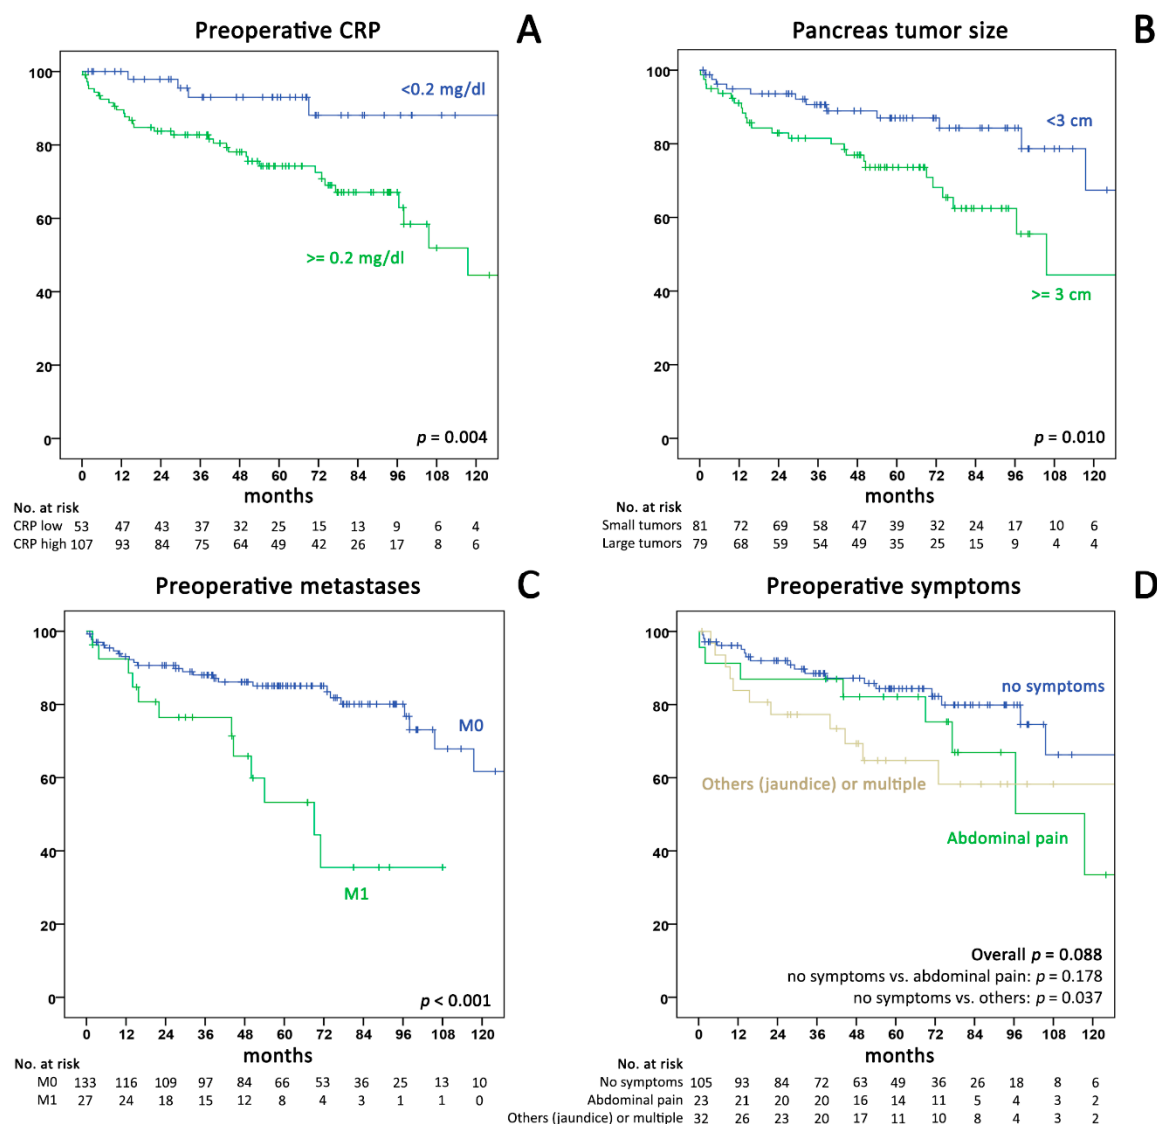 Preoperative CRP
A
100
80
60
40
20
0
<0.2 mg/dl
>= 0.2 mg/dl
p = 0.004
0 12 24 36 48 60 72 84 96 108 120
months
No. at risk
CRP low 53 47 43 37 32 25 15 13 9 6 4
CRP high 107 93 84 75 64 49 42 26 17 8 6
Pancreas tumor size
B
100
80
60
40
20
0
<3 cm
>= 3 cm
p = 0.010
0 12 24 36 48 60 72 84 96 108 120
months
No. at risk
Small tumors 81 72 69 58 47 39 32 24 17 10 6
Large tumors 79 68 59 54 49 35 25 15 9 4 4
Preoperative metastases
C
100
80
60
40
20
0
M0
M1
p < 0.001
0 12 24 36 48 60 72 84 96 108 120
months
No. at risk
M0 133 116 109 97 84 66 53 36 25 13 10
M1 27 24 18 15 12 8 4 3 1 1 0
Preoperative symptoms
D
100
80
60
40
20
0
no symptoms
Others (jaundice) or multiple
Abdominal pain
Overall p = 0.088
no symptoms vs. abdominal pain: p = 0.178
no symptoms vs. others: p = 0.037
0 12 24 36 48 60 72 84 96 108 120
months
No. at risk
No symptoms 105 93 84 72 63 49 36 26 18 8 6
Abdominal pain 23 21 20 20 16 14 11 5 4 3 2
Others (jaundice) or multiple 32 26 23 20 17 11 10 8 4 3 2